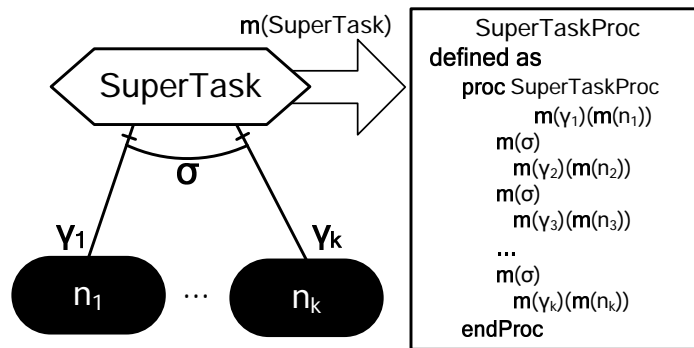 m(SuperTask)
SuperTask
σ
γ1
γk
n1
...
nk
SuperTaskProc
defined as
proc SuperTaskProc
m(γ1)(m(n1))
m(σ)
m(γ2)(m(n2))
m(σ)
m(γ3)(m(n3))
...
m(σ)
m(γk)(m(nk))
endProc